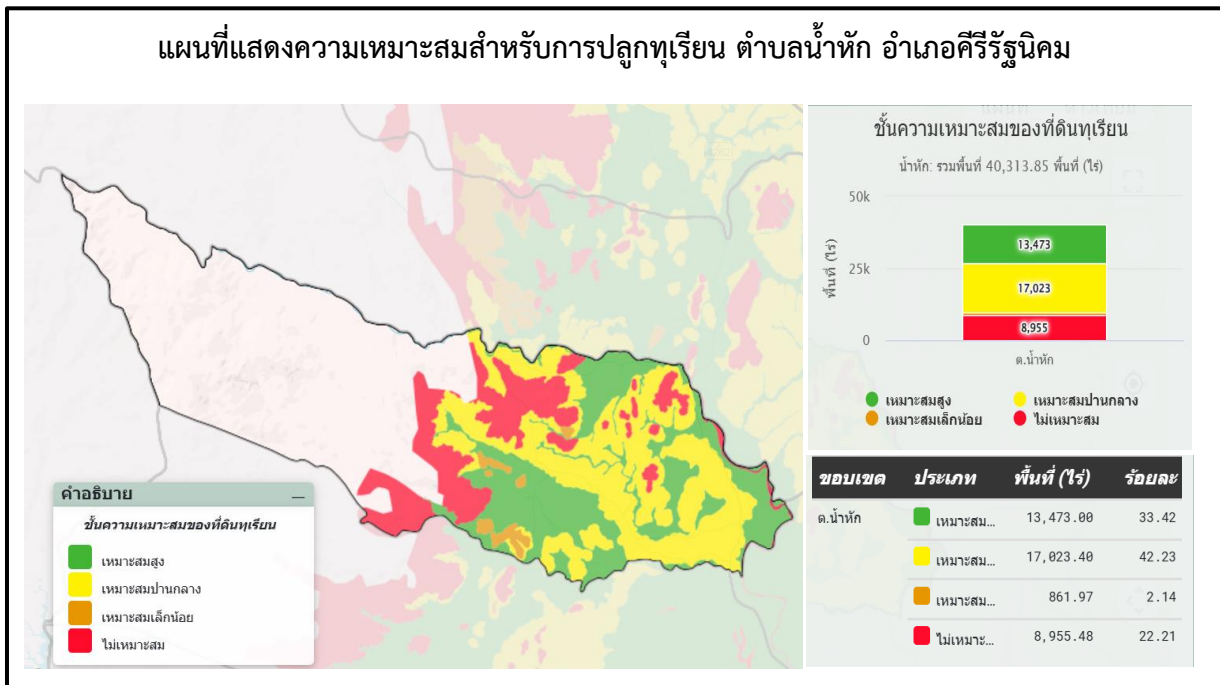 แผนที่แสดงความเหมาะสมสำหรับการปลูกทุเรียน ตำบลน้ำหัก อำเภอคีรีรัฐนิคม
คำอธิบาย
ชั้นความเหมาะสมของที่ดินทุเรียน
เหมาะสมสูง
เหมาะสมปานกลาง
เหมาะสมเล็กน้อย
ไม่เหมาะสม
ชั้นความเหมาะสมของที่ดินทุเรียน
น้ำหัก: รวมพื้นที่ 40,313.85 พื้นที่ (ไร่)
50k
25k
0
พื้นที่ (ไร่)
13,473
17,023
8,955
ต.น้ำหัก
เหมาะสมสูง เหมาะสมปานกลาง
เหมาะสมเล็กน้อย ไม่เหมาะสม
ขอบเขต ประเภท พื้นที่ (ไร่) ร้อยละ
ต.น้ำหัก เหมาะสม... 13,473.00 33.42
เหมาะสม... 17,023.40 42.23
เหมาะสม... 861.97 2.14
ไม่เหมาะ... 8,955.48 22.21